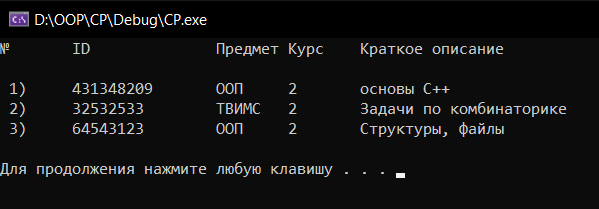 D:\OOP\CP\Debug\CP.exe
№ ID Предмет Курс Краткое описание
1) 431348209 ООП 2 основы C++
2) 32532533 ТВИМС 2 Задачи по комбинаторике
3) 64543123 ООП 2 Структуры, файлы
Для продолжения нажмите любую клавишу . . .